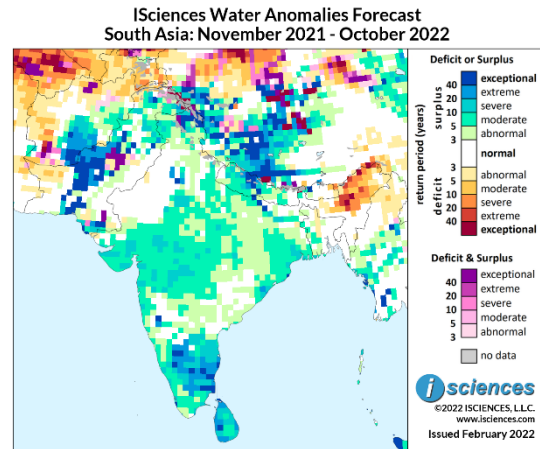 ISciences Water Anomalies Forecast
South Asia: November 2021 - October 2022
Deficit or Surplus
return period (years)
surplus
deficit
exceptional
40
extreme
20
severe
10
moderate
5
abnormal
3
normal
3
abnormal
5
moderate
10
severe
20
extreme
40
exceptional
Deficit & Surplus
exceptional
40
extreme
20
severe
10
moderate
5
abnormal
3
no data
i sciences
©2022 ISCIENCES, L.L.C.
www.isciences.com
Issued February 2022